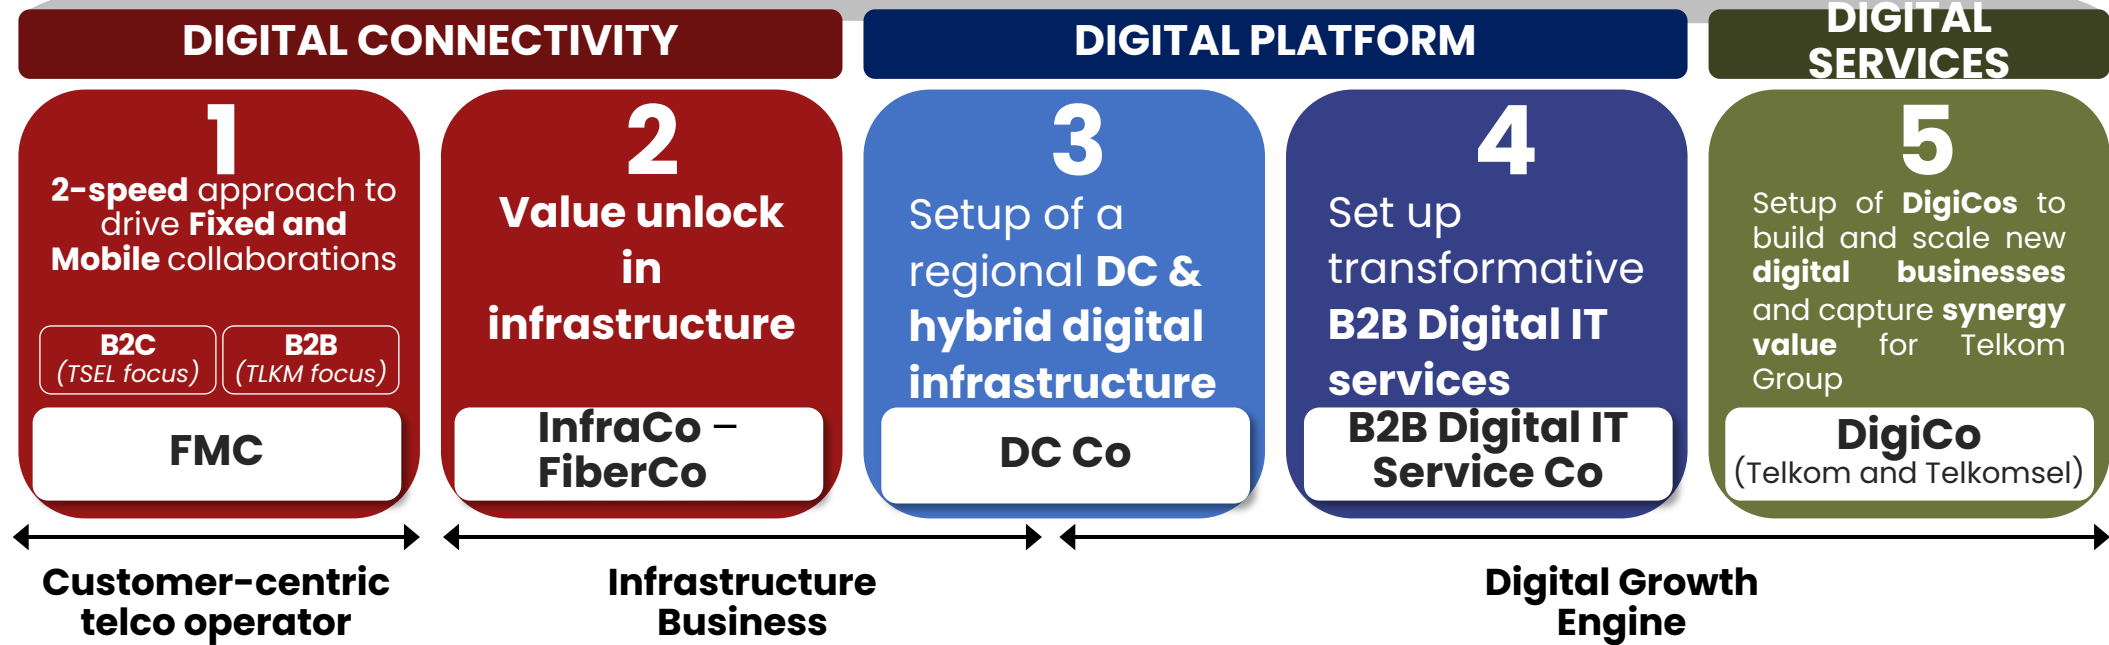 DIGITAL CONNECTIVITY
DIGITAL PLATFORM
DIGITAL
SERVICES
1
2-speed approach to
drive Fixed and
Mobile collaborations
B2C
(TSEL focus)
B2B
(TLKM focus)
FMC
2
Value unlock
in
infrastructure
InfraCo –
FiberCo
3
Setup of a
regional DC &
hybrid digital
infrastructure
DC Co
4
Set up
transformative
B2B Digital IT
services
B2B Digital IT
Service Co
5
Setup of DigiCos to
build and scale new
digital businesses
and capture synergy
value for Telkom
Group
DigiCo
(Telkom and Telkomsel)
Customer-centric
telco operator
Infrastructure
Business
Digital Growth
Engine